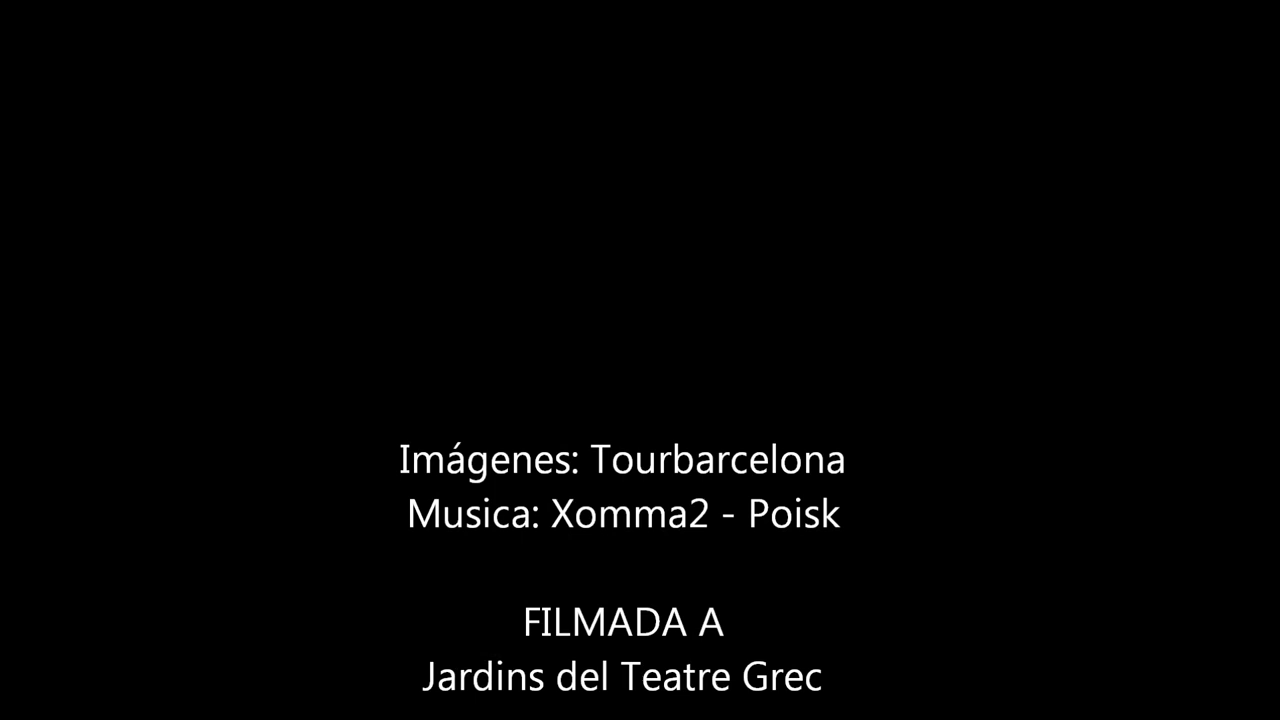 Imágenes: Tourbarcelona
Musica: Xomma2 - Poisk
FILMADA A
Jardins del Teatre Grec